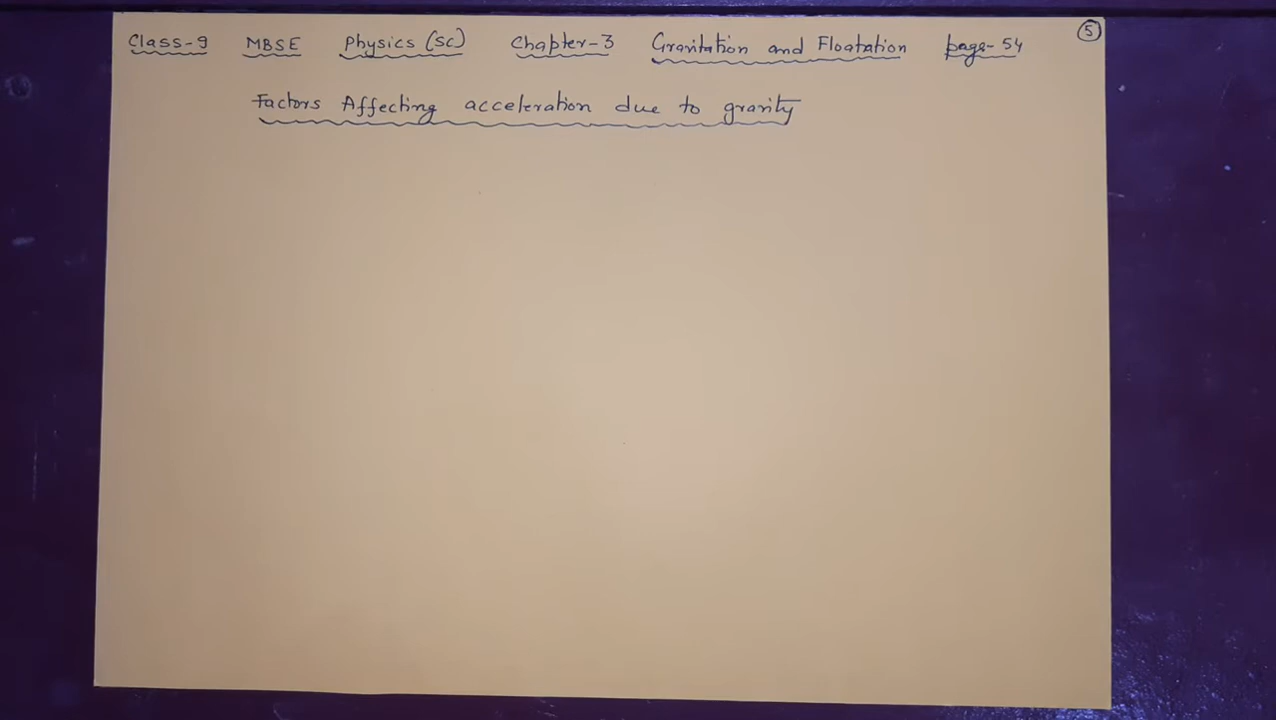 Class-9 MBSE Physics (SC) Chapter-3 Gravitation and Floatation page-54 5
Factors Affecting acceleration due to gravity